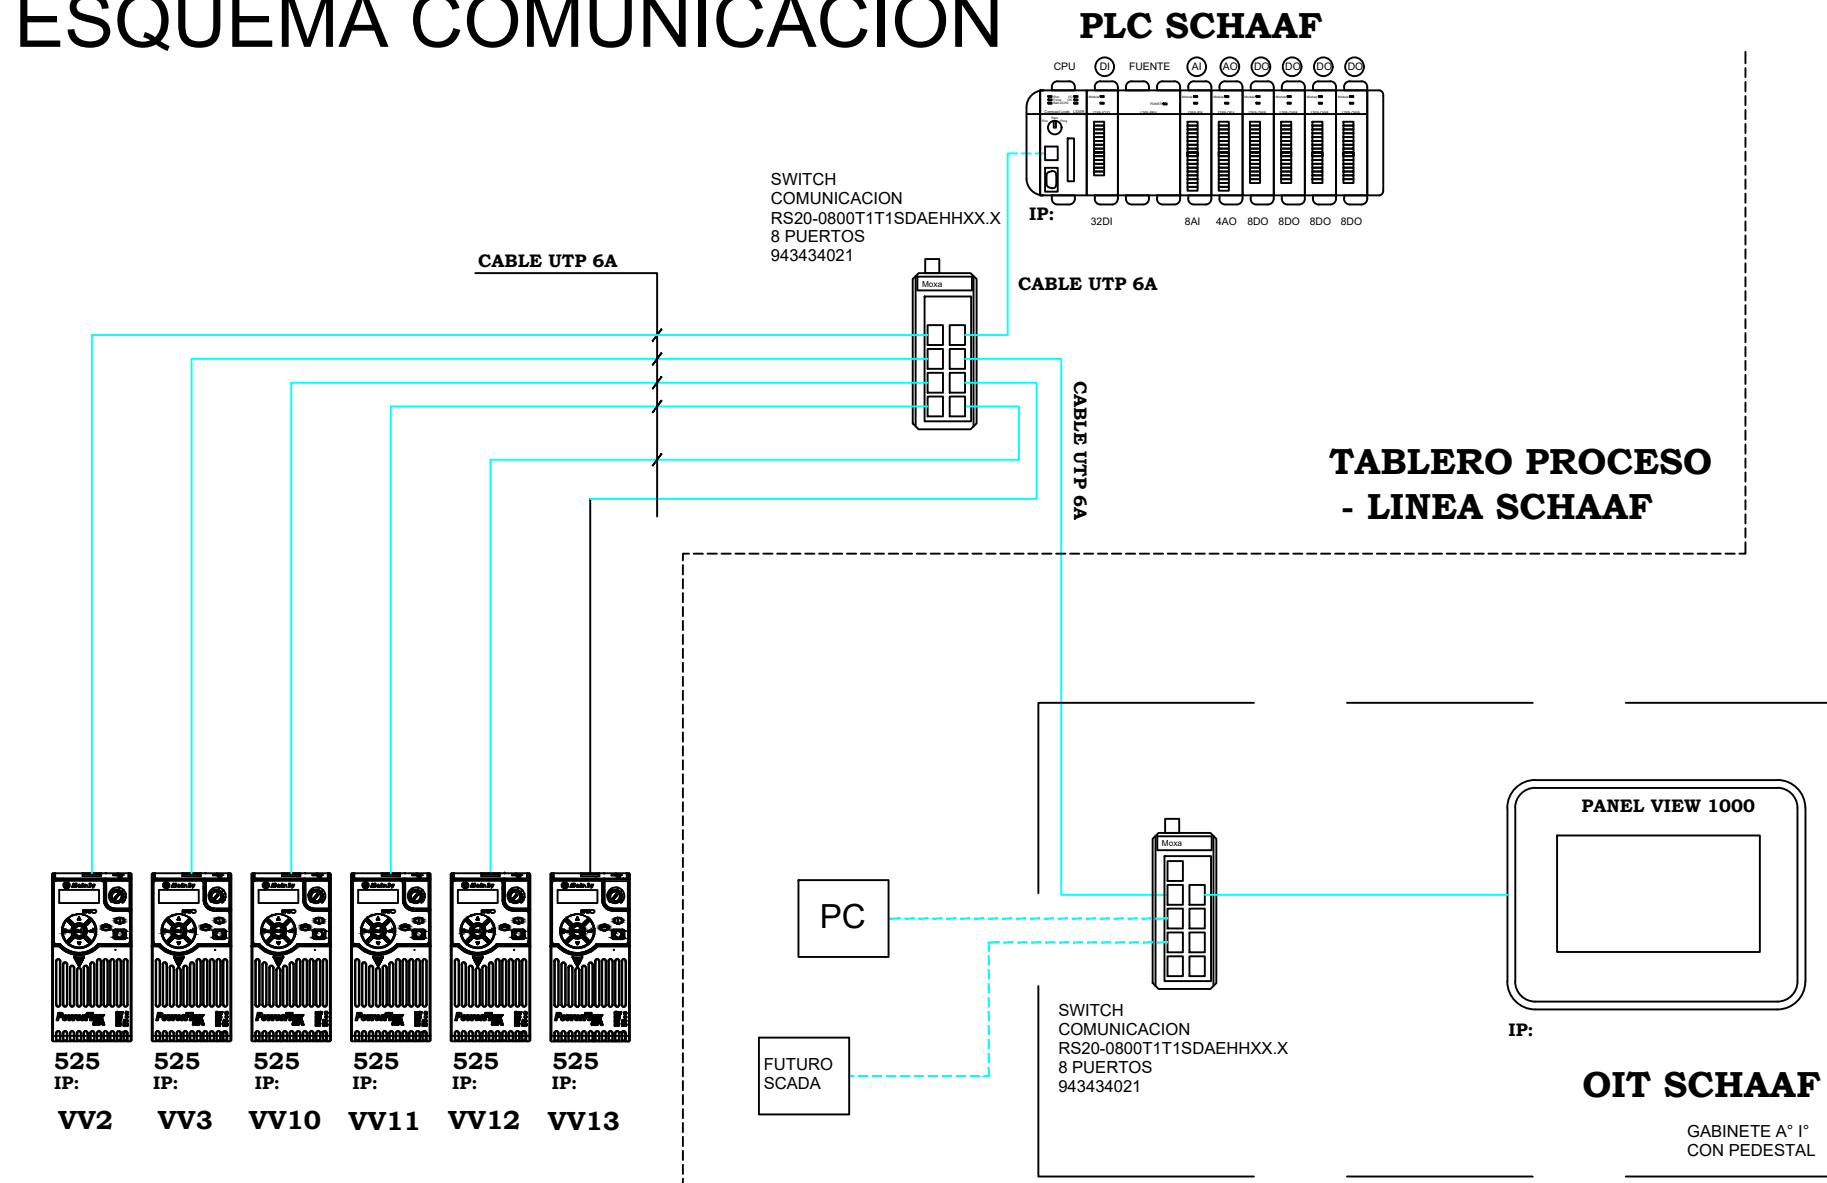 ESQUEMA COMUNICACION
PLC SCHAAF
CPU
DI
FUENTE
AI
AO
DO
DO
DO
DO
IP:
32DI
8AI
4AO
8DO
8DO
8DO
8DO
SWITCH
COMUNICACION
RS20-0800T1T1SDAEHHXX.X
8 PUERTOS
943434021
CABLE UTP 6A
Moxa
CABLE UTP 6A
CABLE UTP 6A
TABLERO PROCESO
- LINEA SCHAAF
PANEL VIEW 1000
Moxa
PC
FUTURO
SCADA
SWITCH
COMUNICACION
RS20-0800T1T1SDAEHHXX.X
8 PUERTOS
943434021
IP:
OIT SCHAAF
GABINETE A° I°
CON PEDESTAL
525
IP:
VV2
525
IP:
VV3
525
IP:
VV10
525
IP:
VV11
525
IP:
VV12
525
IP:
VV13